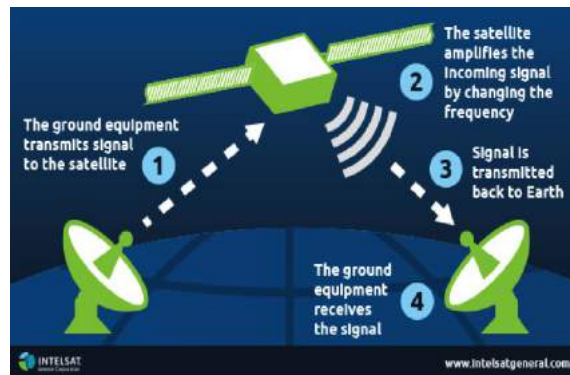 The ground equipment
transmits signal
to the satellite
1
The satellite
amplifies the
incoming signal
by changing the
frequency
2
3
Signal is
transmitted
back to Earth
The ground
equipment
receives
the signal
4
INTELSAT
www.intelsatgeneral.com